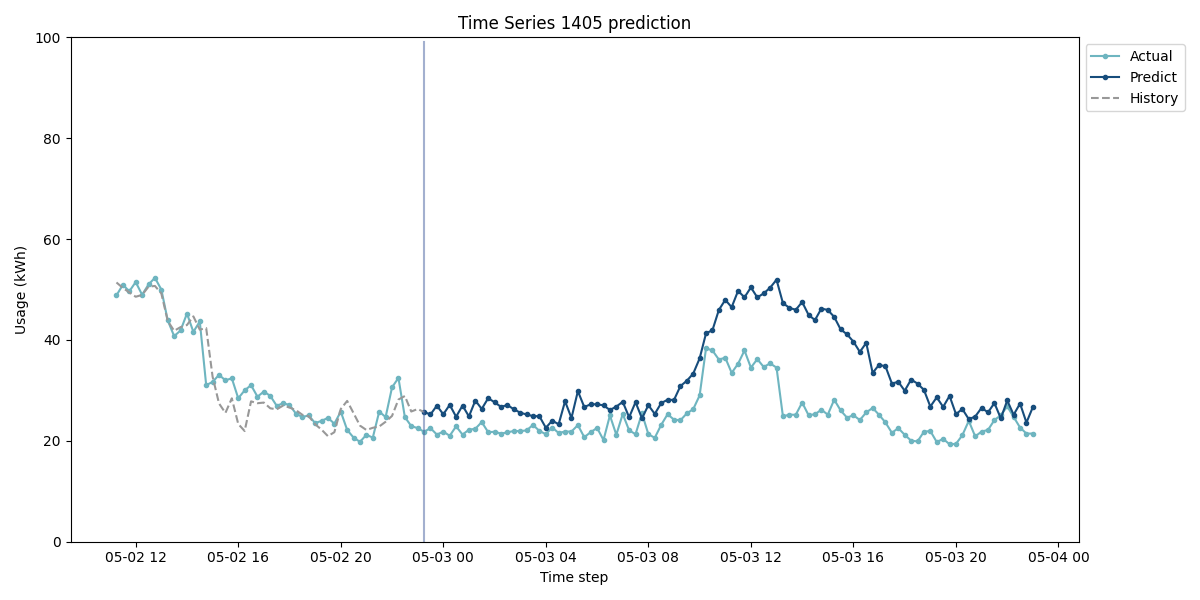 Time Series 1405 prediction
100
80
60
40
20
0
Usage (kWh)
05-02 12
05-02 16
05-02 20
05-03 00
05-03 04
05-03 08
05-03 12
05-03 16
05-03 20
05-04 00
Time step
Actual
Predict
History